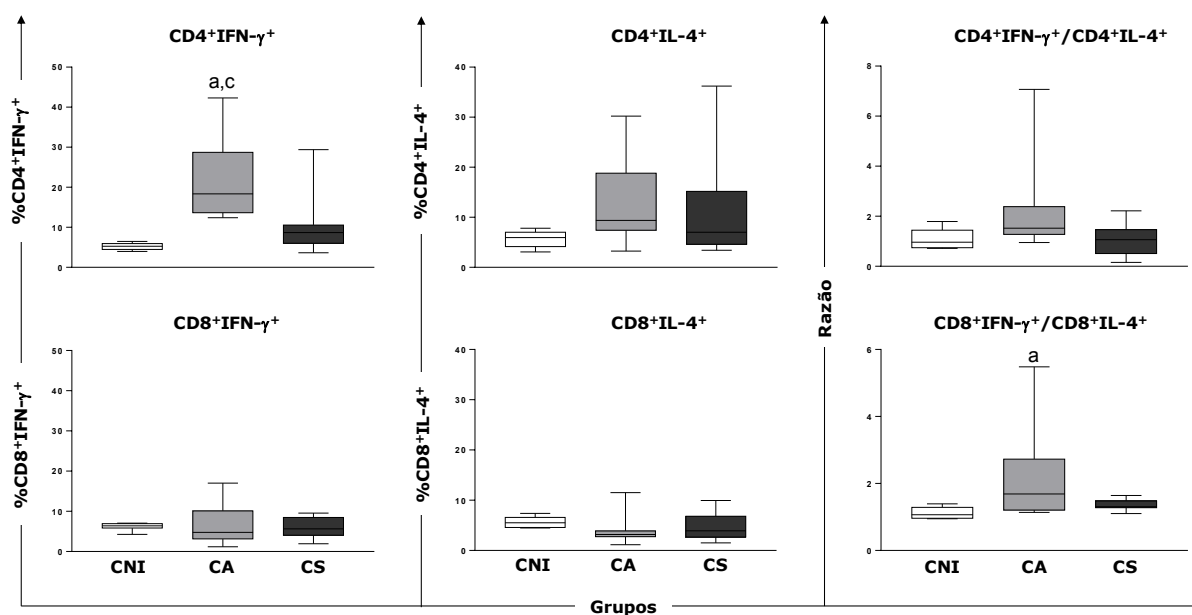 CD4⁺IFN-γ⁺
%CD4⁺IFN-γ⁺
50
40
30
20
10
0
a,c
CD4⁺IL-4⁺
%CD4⁺IL-4⁺
40
30
20
10
0
CD4⁺IFN-γ⁺/CD4⁺IL-4⁺
8
6
4
2
0
Razão
CD8⁺IFN-γ⁺
%CD8⁺IFN-γ⁺
50
40
30
20
10
0
CNI CA CS
CD8⁺IL-4⁺
%CD8⁺IL-4⁺
40
30
20
10
0
CNI CA CS
CD8⁺IFN-γ⁺/CD8⁺IL-4⁺
6
4
2
0
a
CNI CA CS
Grupos